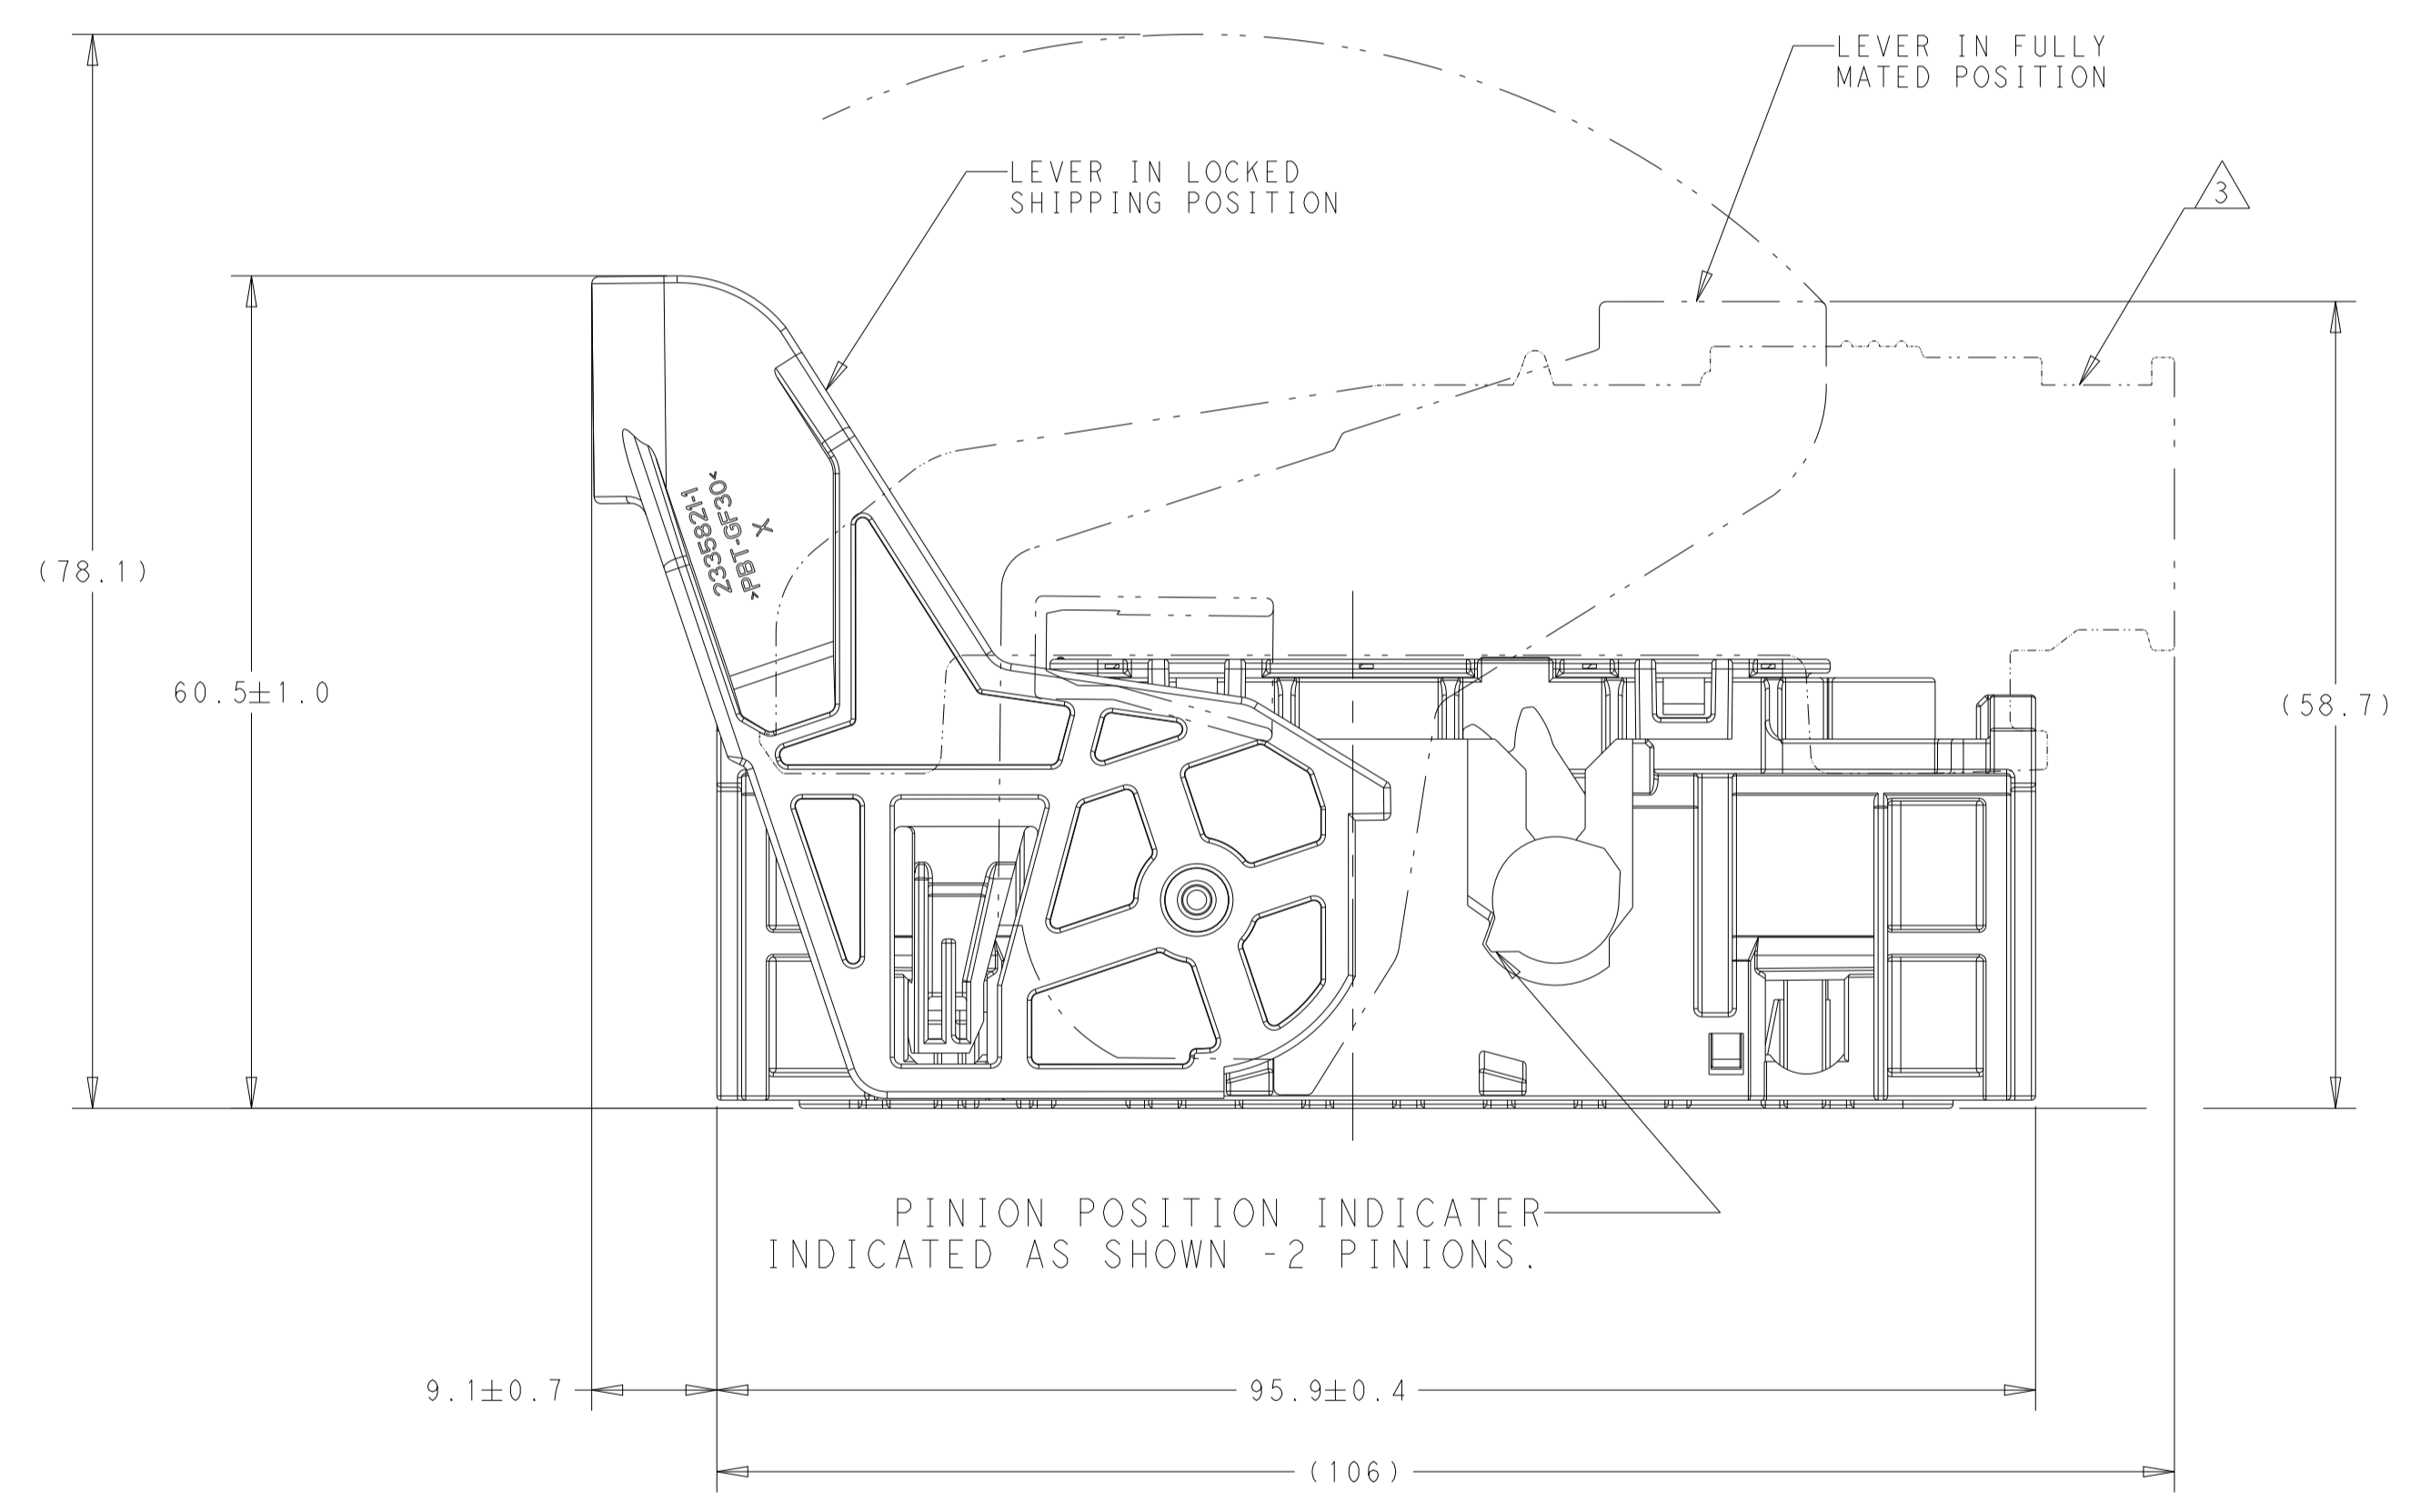 LEVER IN FULLY
MATED POSITION
LEVER IN LOCKED
SHIPPING POSITION
3
2335821-1
>PBT-GF30<
X
(78.1)
60.5±1.0
(58.7)
PINION POSITION INDICATER
INDICATED AS SHOWN -2 PINIONS.
9.1±0.7
95.9±0.4
(106)